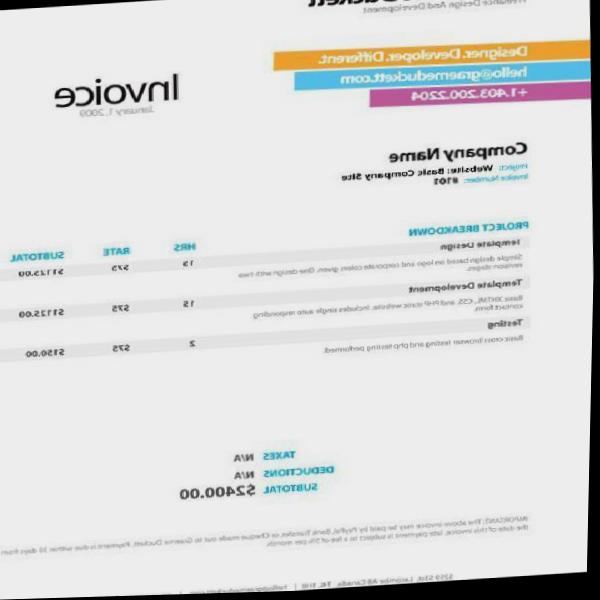 Freelance Design And Development
Designer. Developer. Different.
hello@graemeduckett.com
+1.403.200.2204
Invoice
January 1, 2009
Company Name
Project: Website: Basic Company Site
Invoice Number: #101
PROJECT BREAKDOWN HRS RATE SUBTOTAL
Template Design 15 $75 $1125.00
Simple design based on logo and corporate colors given. One design with two
revision stages.
Template Development 15 $75 $1125.00
Basic XHTML, CSS, and PHP static website. Includes single auto responding
contact form.
Testing 2 $75 $150.00
Basic cross browser testing and php testing performed.
TAXES N/A
DEDUCTIONS N/A
SUBTOTAL $2400.00
IMPORTANT: The above invoice may be paid by PayPal, Bank Transfer, or Cheque made out to Graeme Duckett. Payment is due within 30 days from
the date of this invoice, late payment is subject to a fee of 5% per month.
5219 51st, Lacombe AB Canada, T4L 1H8 | hello@graemeduckett.com